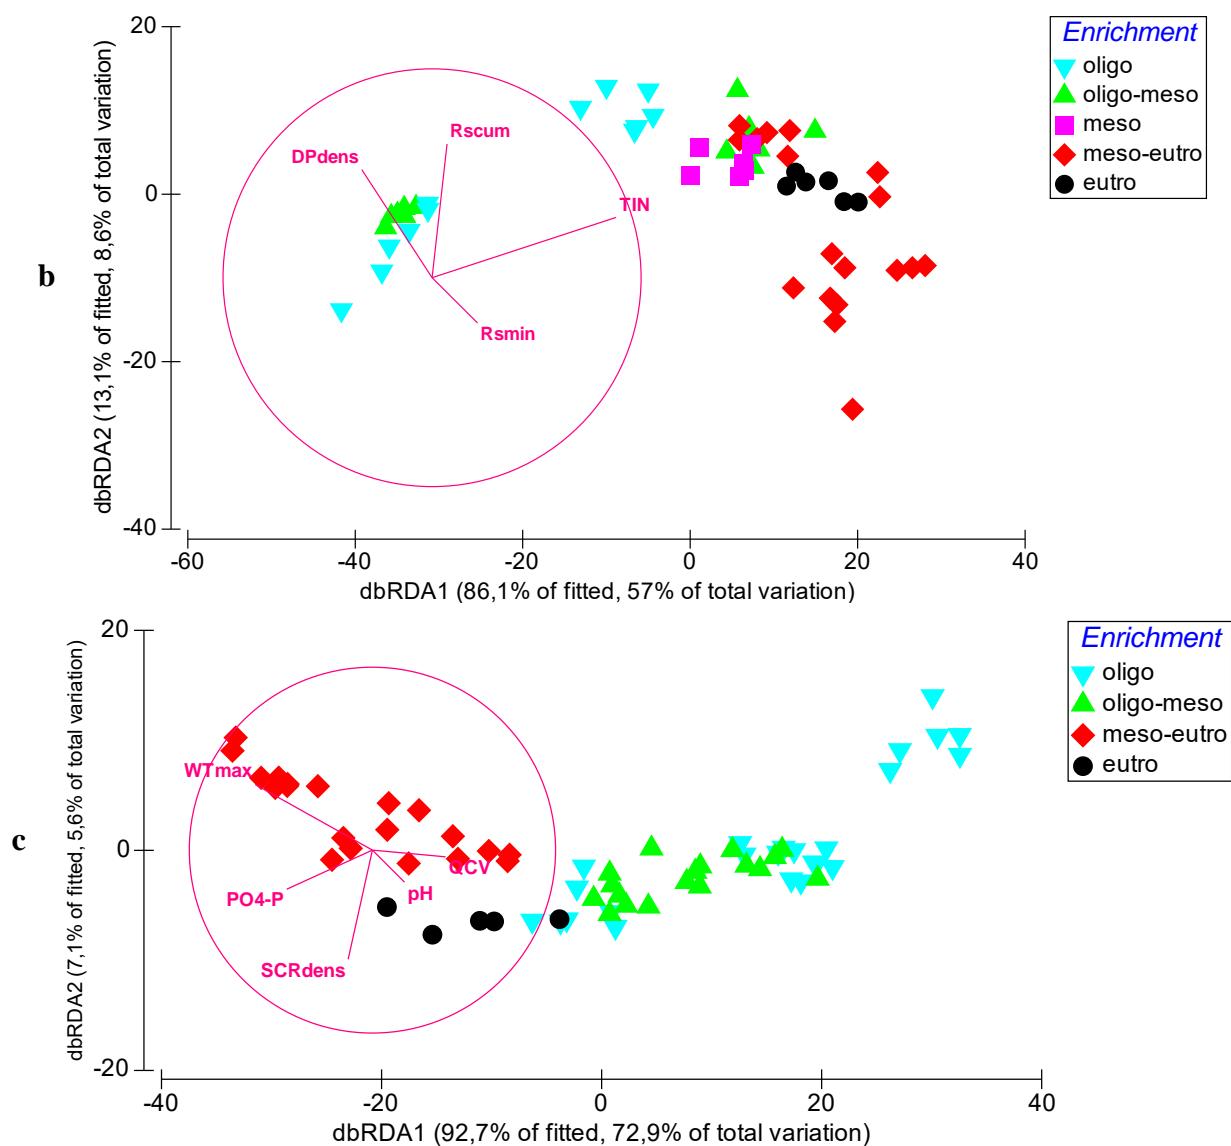 20
0
-20
-40
dbRDA2 (13,1% of fitted, 8,6% of total variation)
b
-60
-40
-20
0
20
40
dbRDA1 (86,1% of fitted, 57% of total variation)
Rscum
DPdens
TIN
Rsmin
Enrichment
oligo
oligo-meso
meso
meso-eutro
eutro
20
0
-20
dbRDA2 (7,1% of fitted, 5,6% of total variation)
c
-40
-20
0
20
40
dbRDA1 (92,7% of fitted, 72,9% of total variation)
WTmax
QCV
pH
PO4-P
SCRdens
Enrichment
oligo
oligo-meso
meso-eutro
eutro